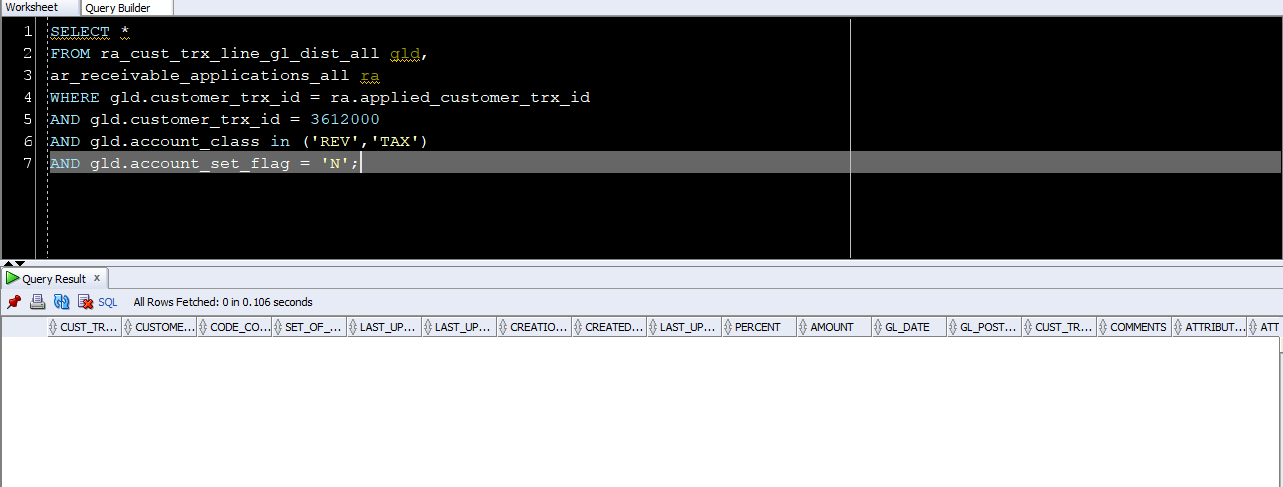 Worksheet Query Builder
1 SELECT *
2 FROM ra_cust_trx_line_gl_dist_all gld,
3 ar_receivable_applications_all ra
4 WHERE gld.customer_trx_id = ra.applied_customer_trx_id
5 AND gld.customer_trx_id = 3612000
6 AND gld.account_class in ('REV','TAX')
7 AND gld.account_set_flag = 'N';
Query Result x
SQL All Rows Fetched: 0 in 0.106 seconds
CUST_TR... CUSTOME... CODE_CO... SET_OF_... LAST_UP... LAST_UP... CREATIO... CREATED... LAST_UP... PERCENT AMOUNT GL_DATE GL_POST... CUST_TR... COMMENTS ATTRIBUT... ATT